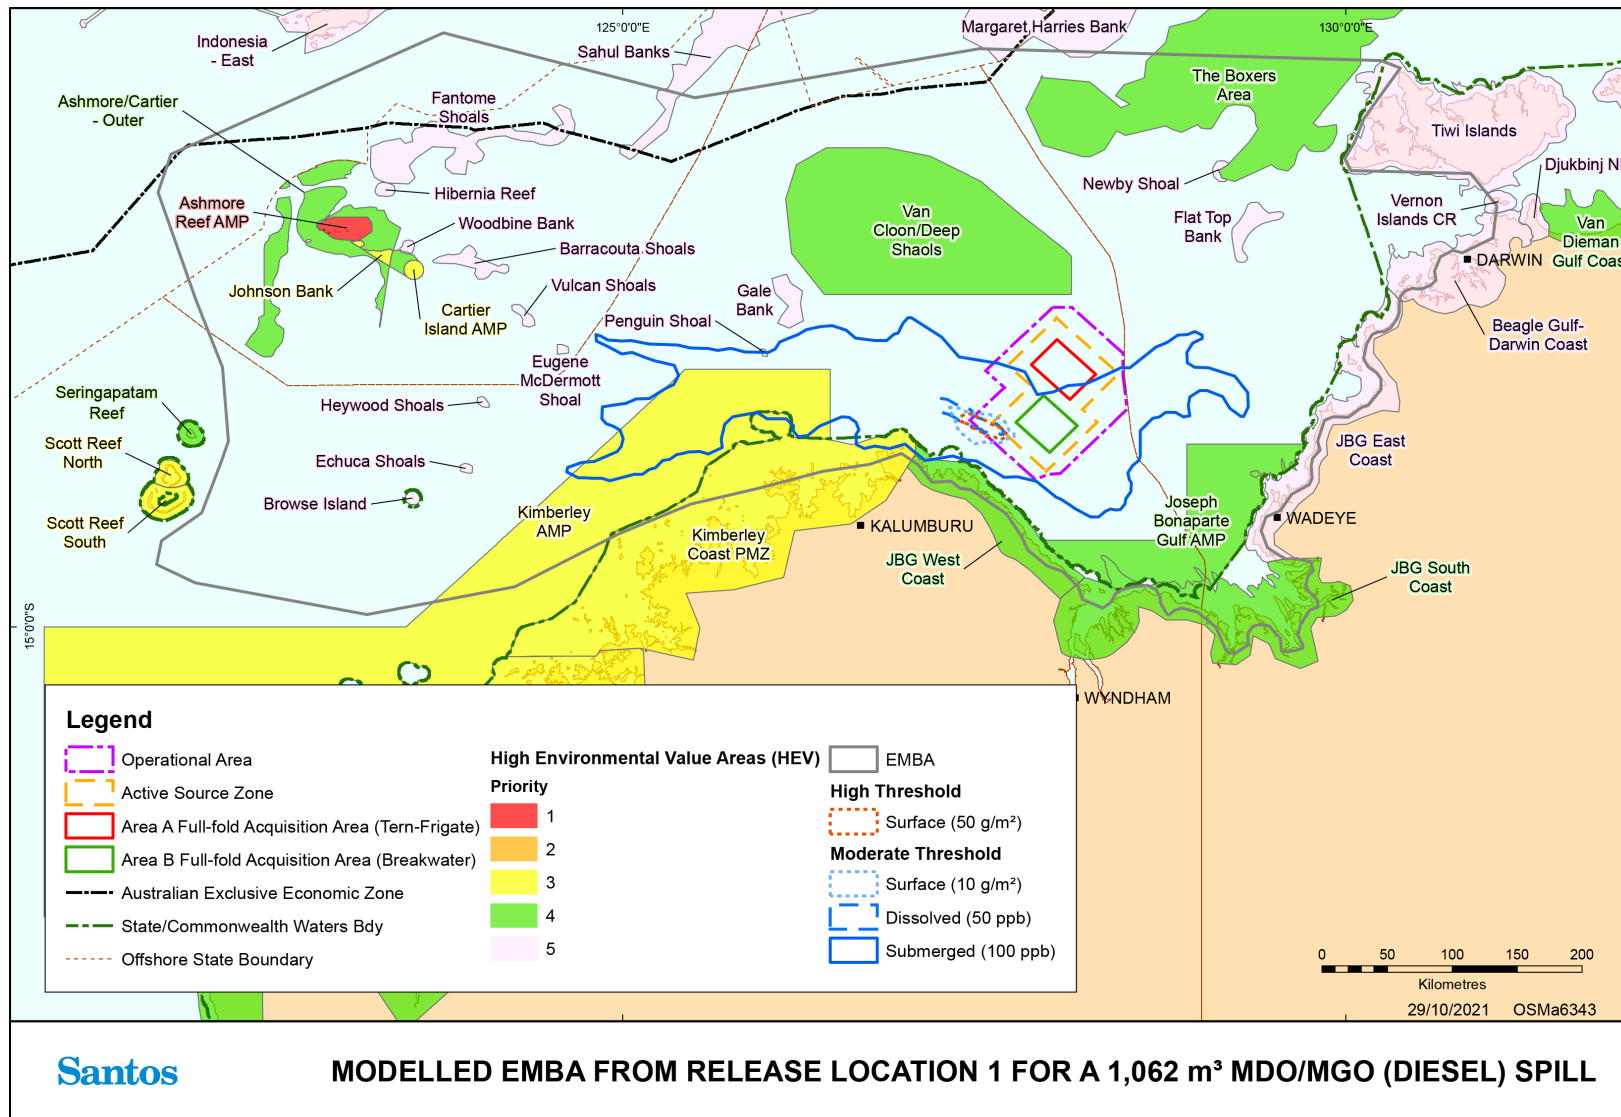 125°0'0"E
130°0'0"E
Margaret Harries Bank
Indonesia
- East
Sahul Banks
The Boxers
Area
Ashmore/Cartier
- Outer
Fantome
Shoals
Tiwi Islands
Djukbinj N
Hibernia Reef
Newby Shoal
Ashmore
Reef AMP
Vernon
Islands CR
Woodbine Bank
Van
Cloon/Deep
Shaols
Flat Top
Bank
Van
Dieman
Gulf Coas
Barracouta Shoals
DARWIN
Johnson Bank
Vulcan Shoals
Gale
Bank
Cartier
Island AMP
Penguin Shoal
Beagle Gulf-
Darwin Coast
Eugene
McDermott
Shoal
Seringapatam
Reef
Heywood Shoals
Scott Reef
North
JBG East
Coast
Echuca Shoals
Browse Island
Kimberley
AMP
Joseph
Bonaparte
Gulf AMP
WADEYE
Scott Reef
South
KALUMBURU
Kimberley
Coast PMZ
JBG West
Coast
JBG South
Coast
15°0'0"S
WYNDHAM
Legend
Operational Area
Active Source Zone
Area A Full-fold Acquisition Area (Tern-Frigate)
Area B Full-fold Acquisition Area (Breakwater)
Australian Exclusive Economic Zone
State/Commonwealth Waters Bdy
Offshore State Boundary
High Environmental Value Areas (HEV)
Priority
1
2
3
4
5
EMBA
High Threshold
Surface (50 g/m²)
Moderate Threshold
Surface (10 g/m²)
Dissolved (50 ppb)
Submerged (100 ppb)
0 50 100 150 200
Kilometres
29/10/2021 OSMa6343
Santos
MODELLED EMBA FROM RELEASE LOCATION 1 FOR A 1,062 m³ MDO/MGO (DIESEL) SPILL